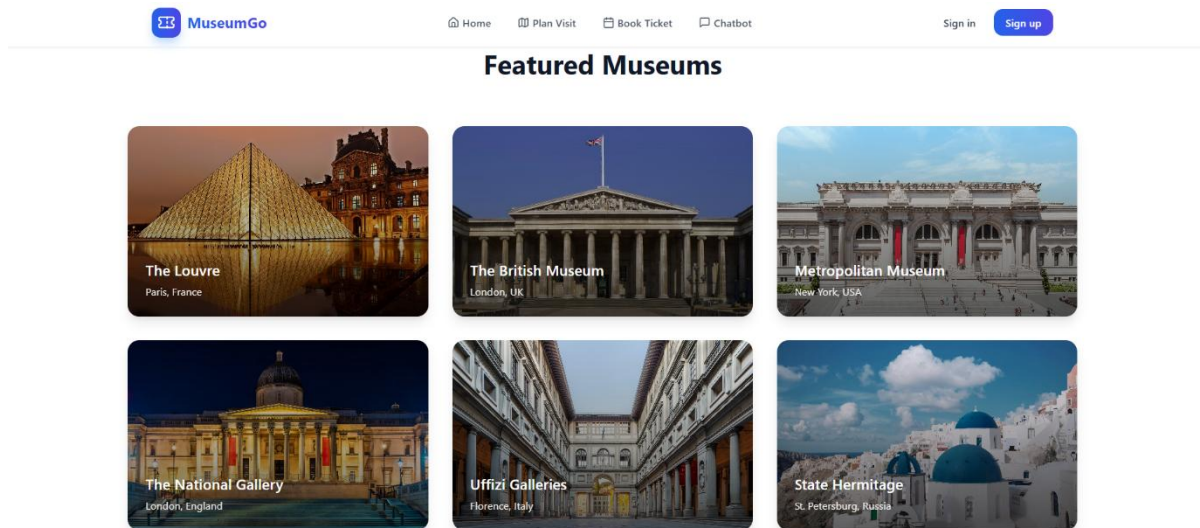 MuseumGo
Home
Plan Visit
Book Ticket
Chatbot
Sign in
Sign up
Featured Museums
The Louvre
Paris, France
The British Museum
London, UK
Metropolitan Museum
New York, USA
The National Gallery
London, England
Uffizi Galleries
Florence, Italy
State Hermitage
St. Petersburg, Russia